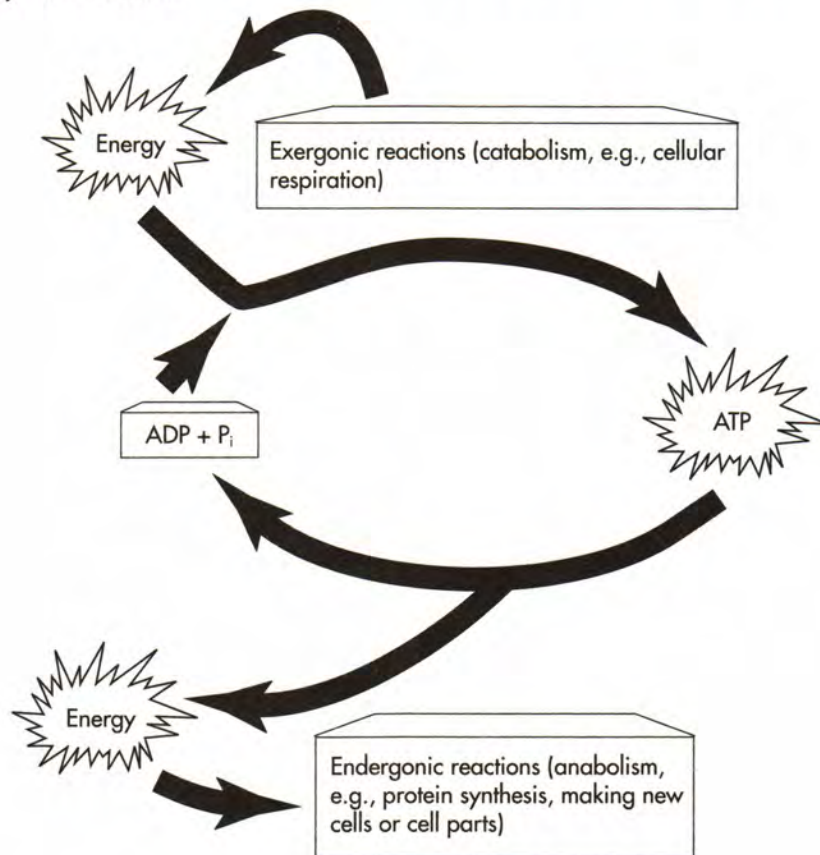 Energy
Exergonic reactions (catabolism, e.g., cellular
respiration)
ADP + Pᵢ
ATP
Energy
Endergonic reactions (anabolism,
e.g., protein synthesis, making new
cells or cell parts)